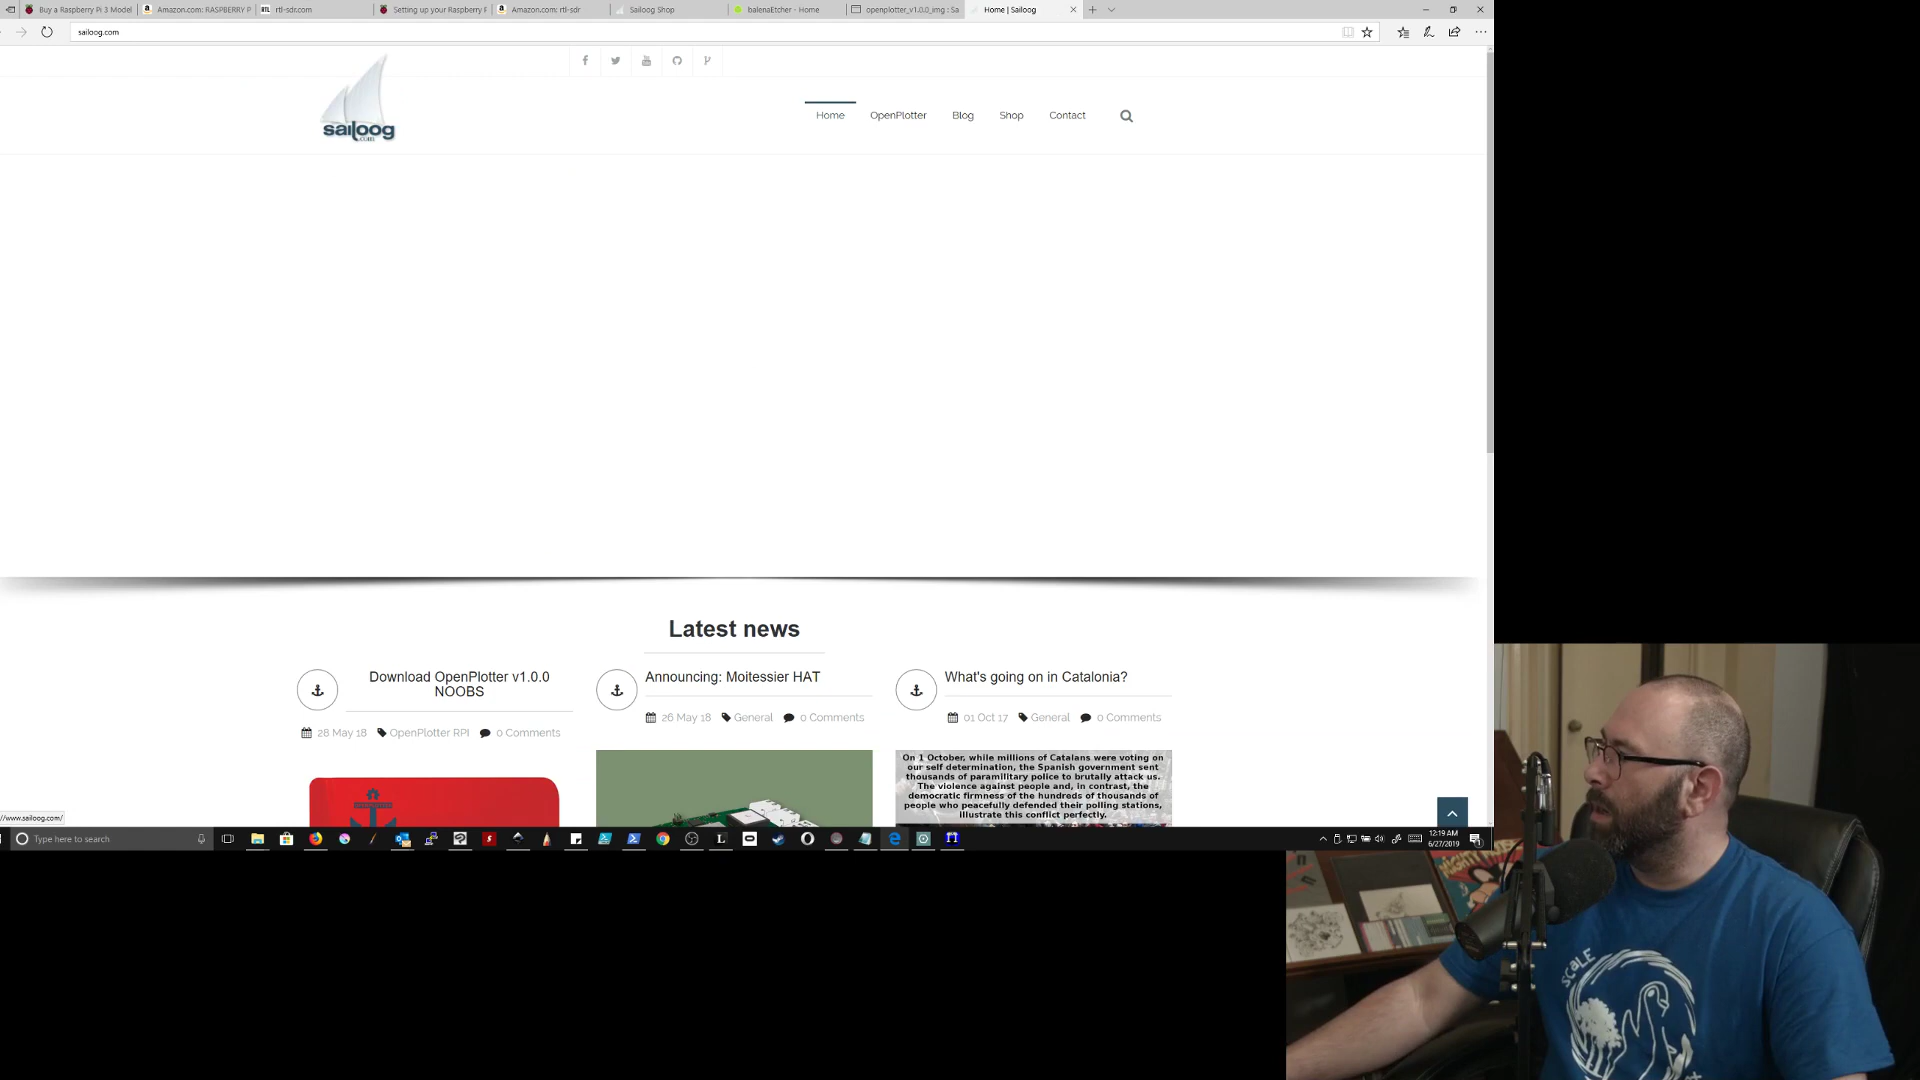 Buy a Raspberry Pi 3 Model
Amazon.com: RASPBERRY P
rtl-sdr.com
Setting up your Raspberry P
Amazon.com: rtl-sdr
Sailoog Shop
balenaEtcher - Home
openplotter_v1.0.0_img : Sa
Home | Sailoog
sailoog.com
sailoog
.com
Home
OpenPlotter
Blog
Shop
Contact
Latest news
Download OpenPlotter v1.0.0
NOOBS
28 May 18 OpenPlotter RPI 0 Comments
Announcing: Moitessier HAT
26 May 18 General 0 Comments
What's going on in Catalonia?
01 Oct 17 General 0 Comments
On 1 October, while millions of Catalans were voting on
our self determination, the Spanish government sent
thousands of paramilitary police to brutally attack us.
The violence against people and, in contrast, the
democratic firmness of the hundreds of thousands of
people who peacefully defended their polling stations,
illustrate this conflict perfectly.
//www.sailoog.com/
Type here to search
12:19 AM
6/27/2019
SCALE